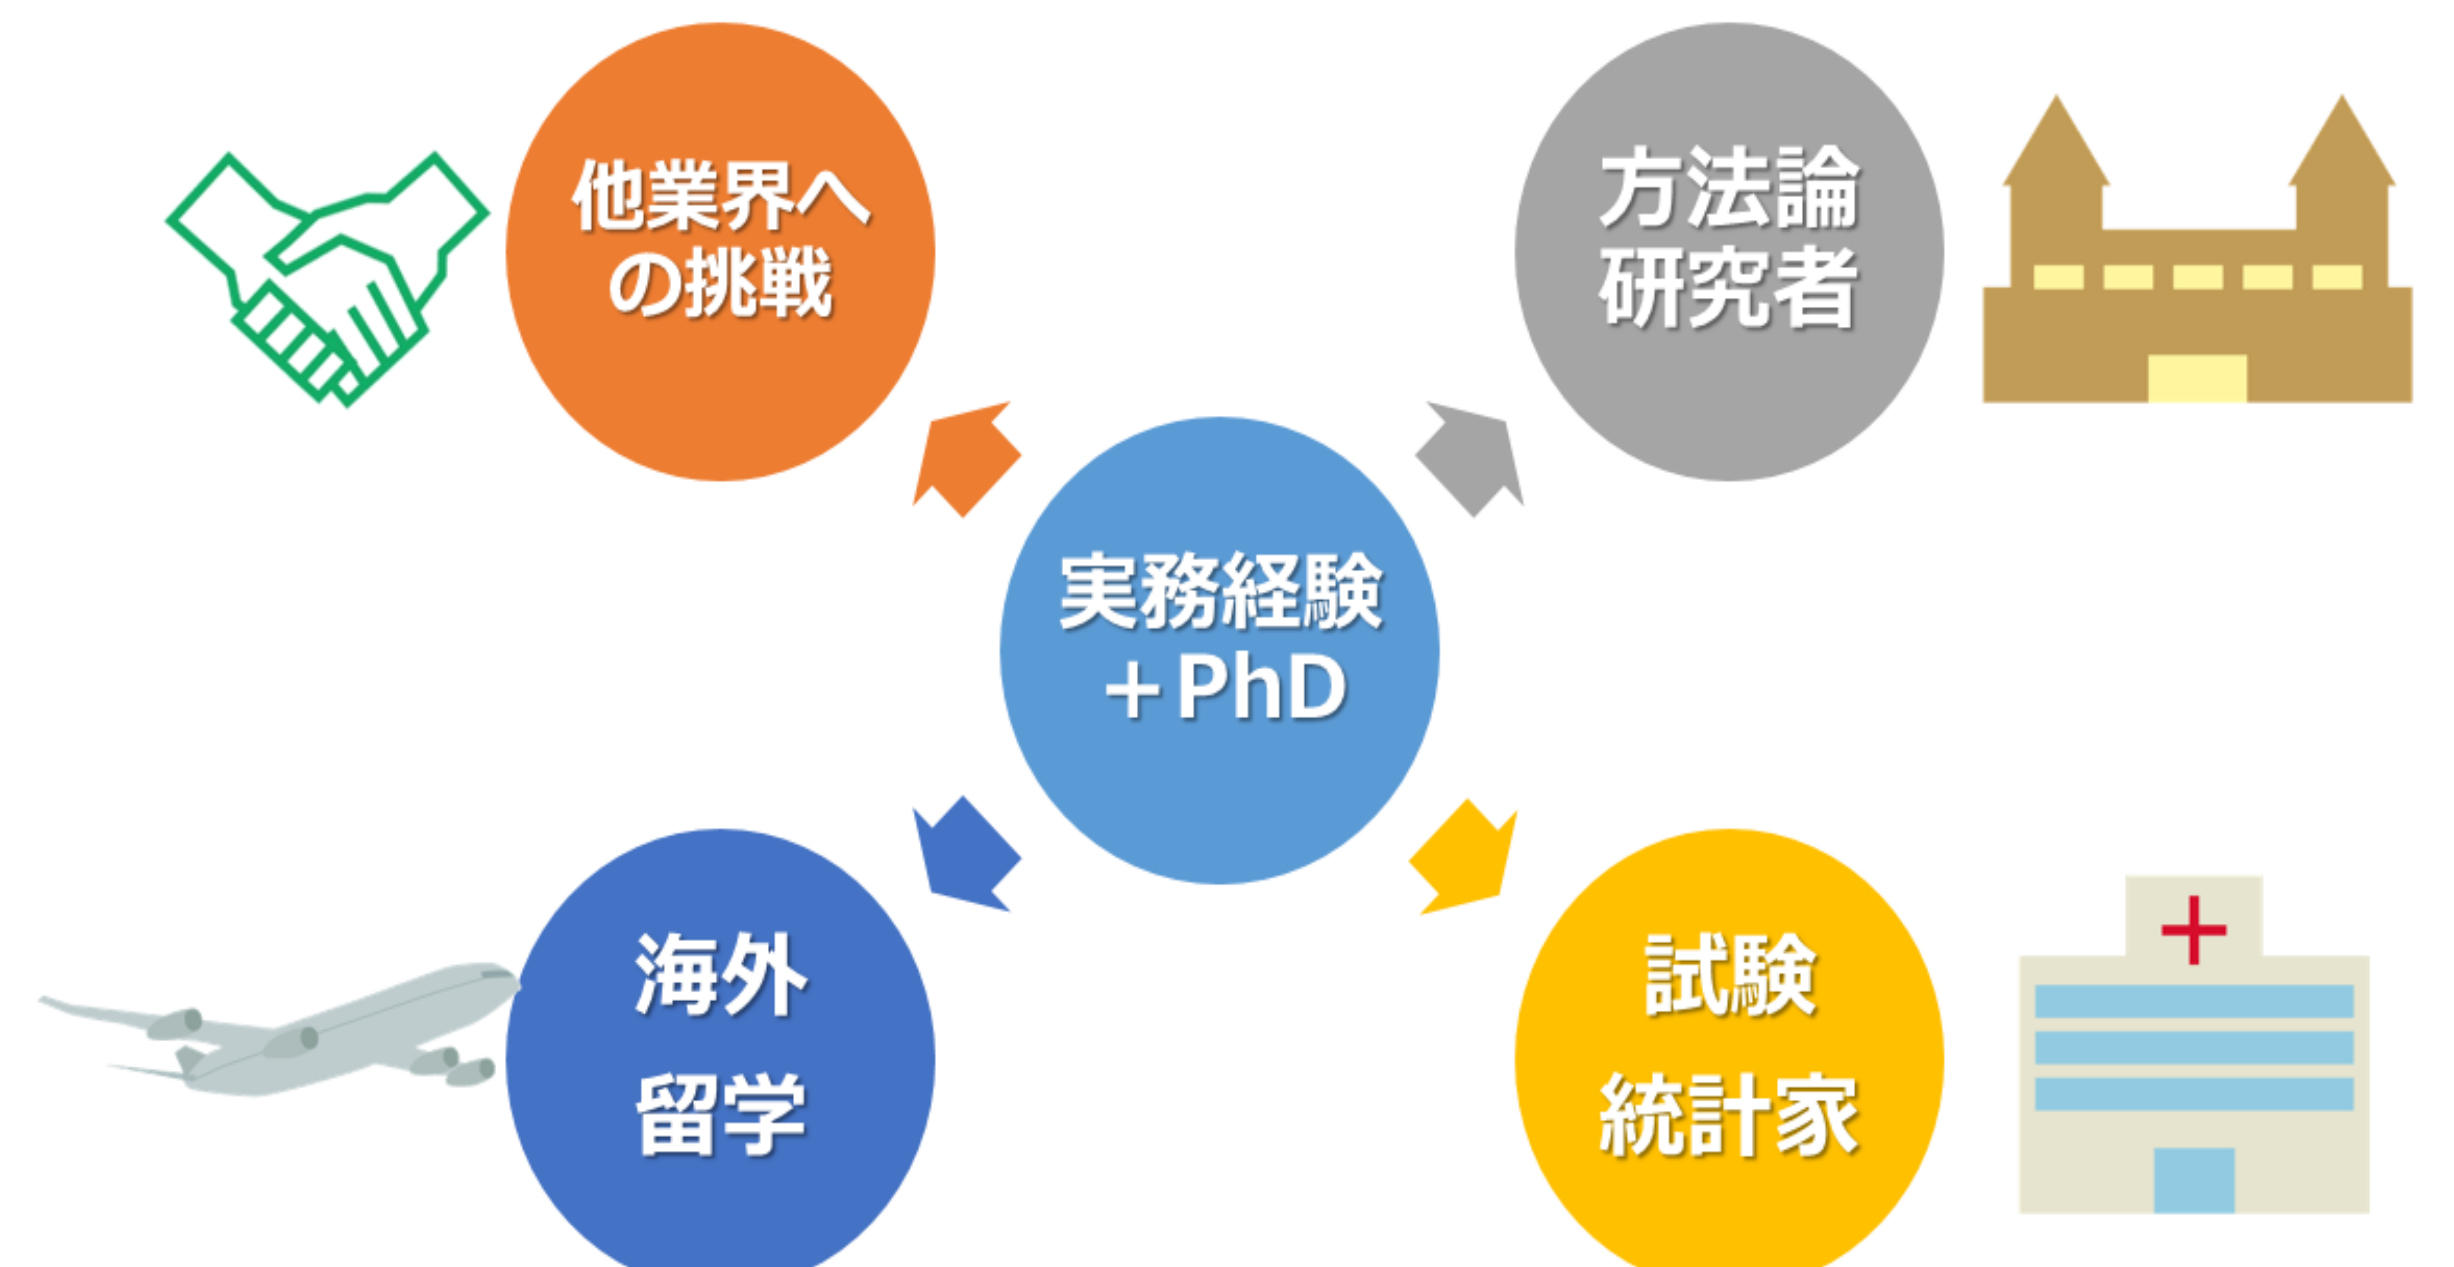 他業界へ
の挑戦
方法論
研究者
実務経験
+PhD
海外
留学
試験
統計家